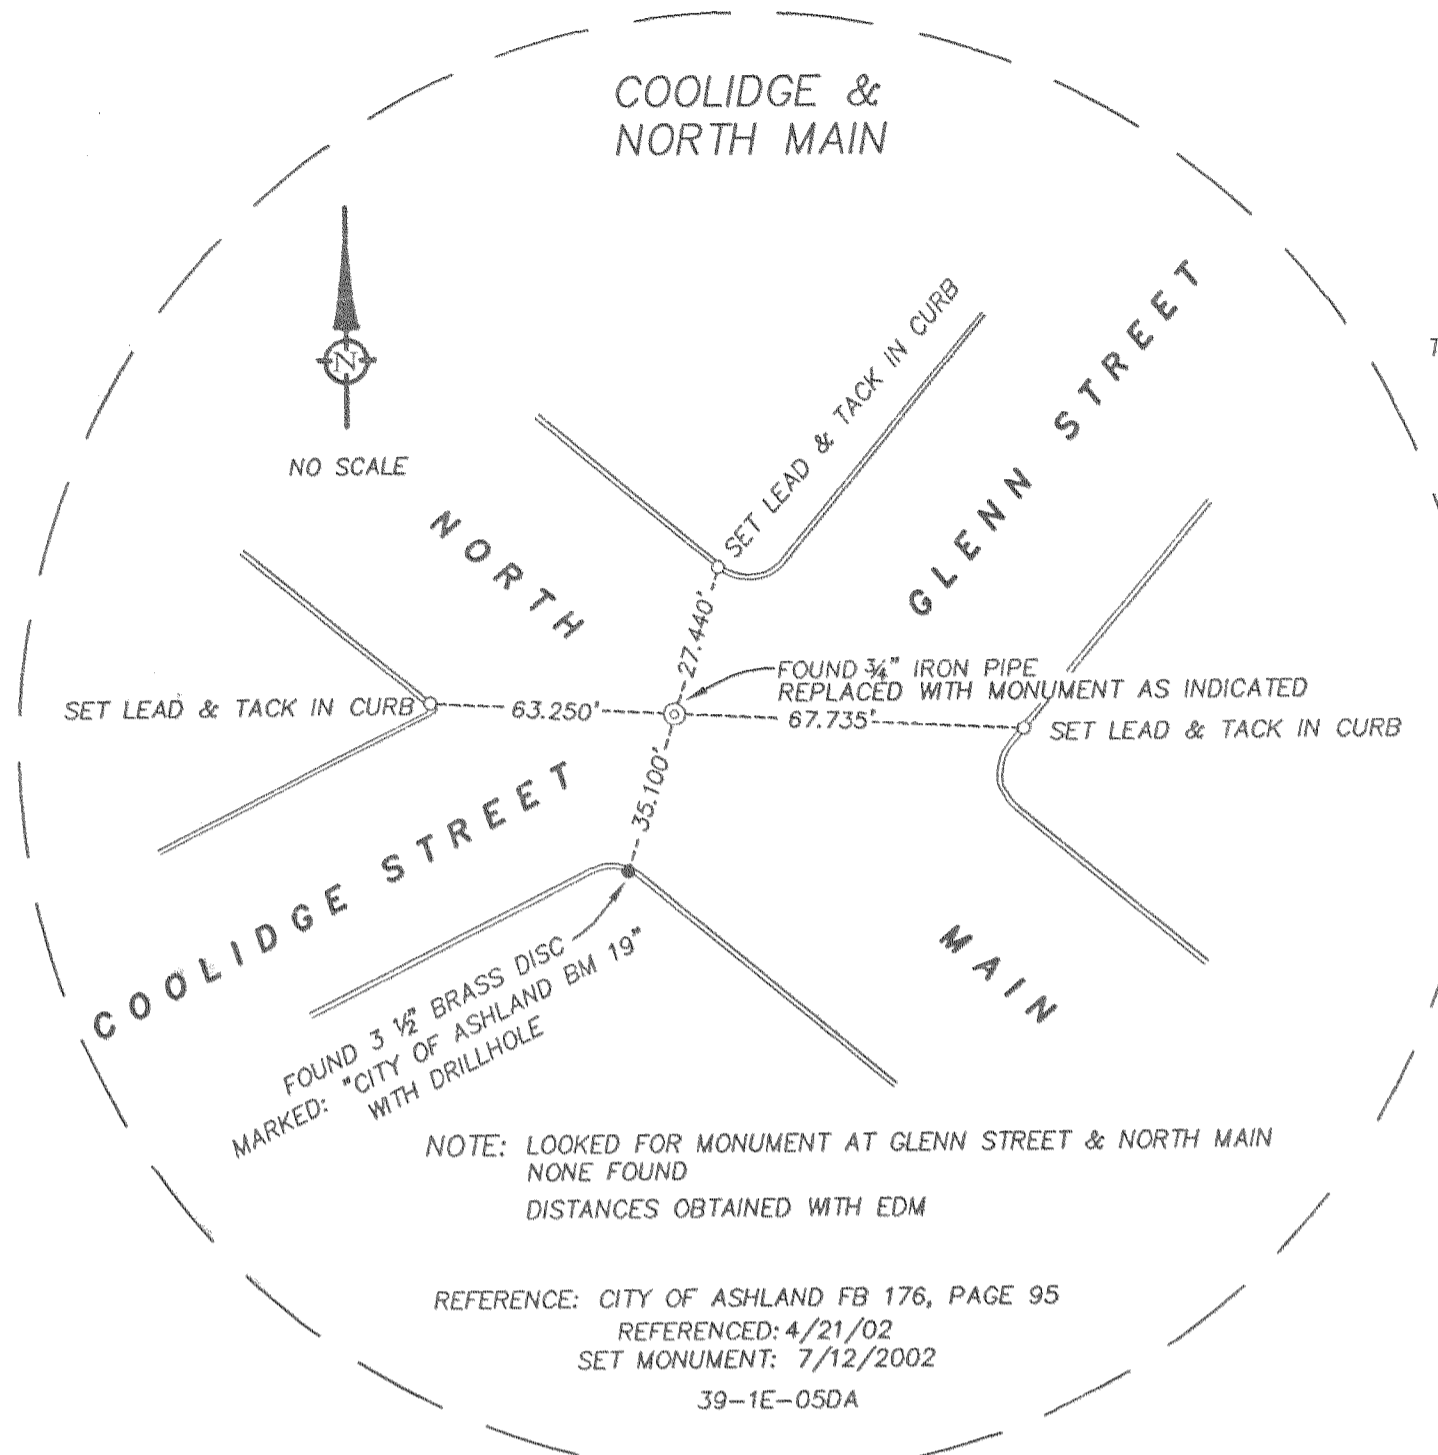 COOLIDGE &
NORTH MAIN
N
NO SCALE
SET LEAD & TACK IN CURB
GLENN STREET
NORTH
27.440'
FOUND ¾" IRON PIPE
REPLACED WITH MONUMENT AS INDICATED
SET LEAD & TACK IN CURB
63.250'
67.735'
SET LEAD & TACK IN CURB
35.100'
COOLIDGE STREET
MAIN
FOUND 3 ½" BRASS DISC
MARKED: "CITY OF ASHLAND BM 19"
WITH DRILLHOLE
NOTE: LOOKED FOR MONUMENT AT GLENN STREET & NORTH MAIN
NONE FOUND
DISTANCES OBTAINED WITH EDM
REFERENCE: CITY OF ASHLAND FB 176, PAGE 95
REFERENCED: 4/21/02
SET MONUMENT: 7/12/2002
39-1E-05DA